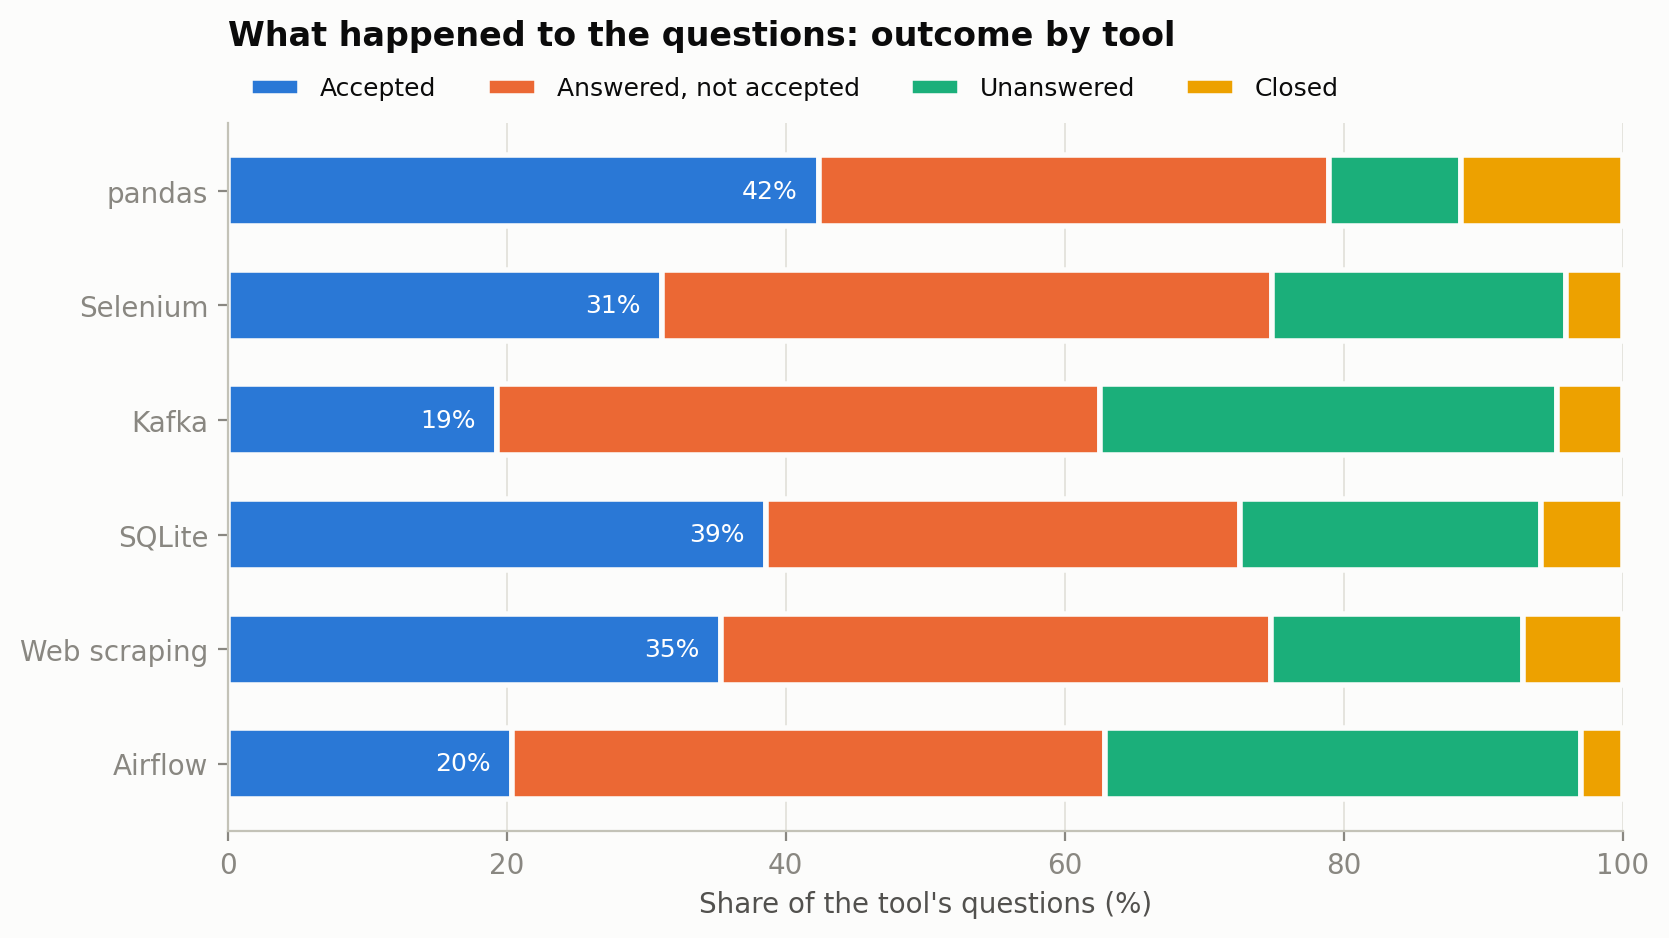 What happened to the questions: outcome by tool
Accepted Answered, not accepted Unanswered Closed
pandas 42%
Selenium 31%
Kafka 19%
SQLite 39%
Web scraping 35%
Airflow 20%
0 20 40 60 80 100
Share of the tool's questions (%)